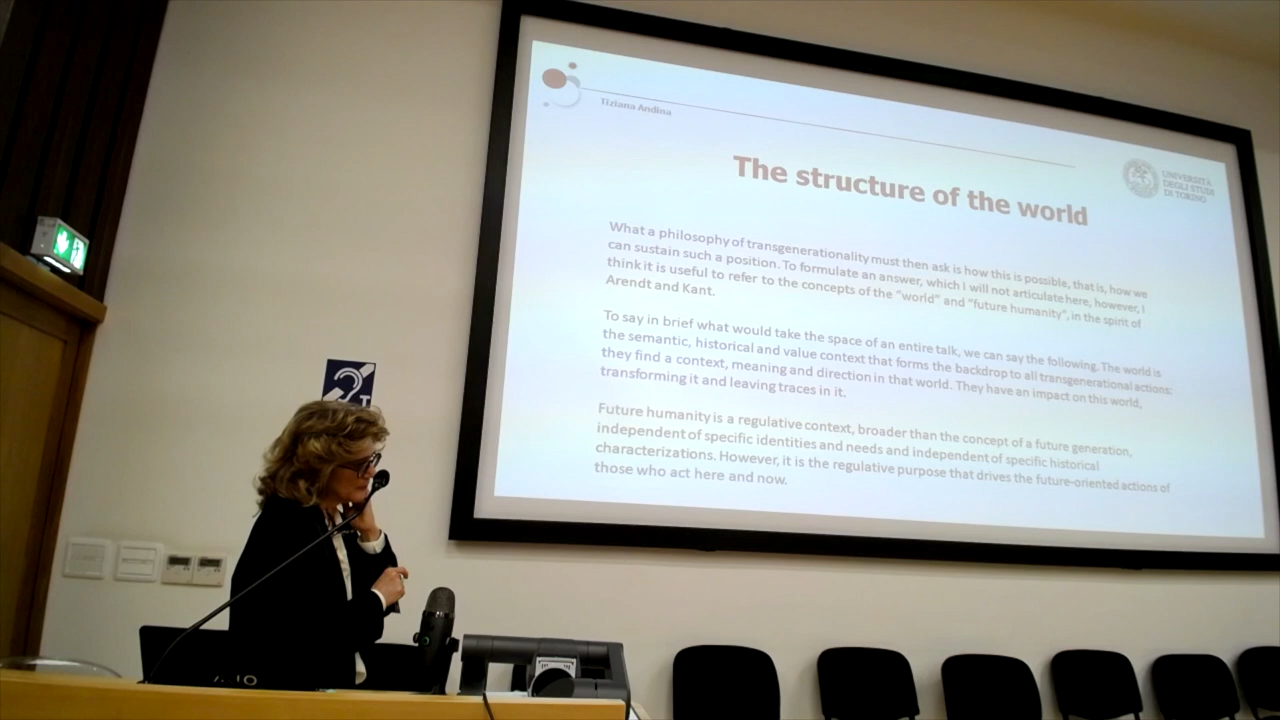 Tiziana Andina
The structure of the world
UNIVERSITÀ
DEGLI STUDI
DI TORINO
What a philosophy of transgenerationality must then ask is how this is possible, that is, how we
can sustain such a position. To formulate an answer, which I will not articulate here, however, I
think it is useful to refer to the concepts of the "world" and "future humanity", in the spirit of
Arendt and Kant.
To say in brief what would take the space of an entire talk, we can say the following. The world is
the semantic, historical and value context that forms the backdrop to all transgenerational actions:
they find a context, meaning and direction in that world. They have an impact on this world,
transforming it and leaving traces in it.
Future humanity is a regulative context, broader than the concept of a future generation,
independent of specific identities and needs and independent of specific historical
characterizations. However, it is the regulative purpose that drives the future-oriented actions of
those who act here and now.
T